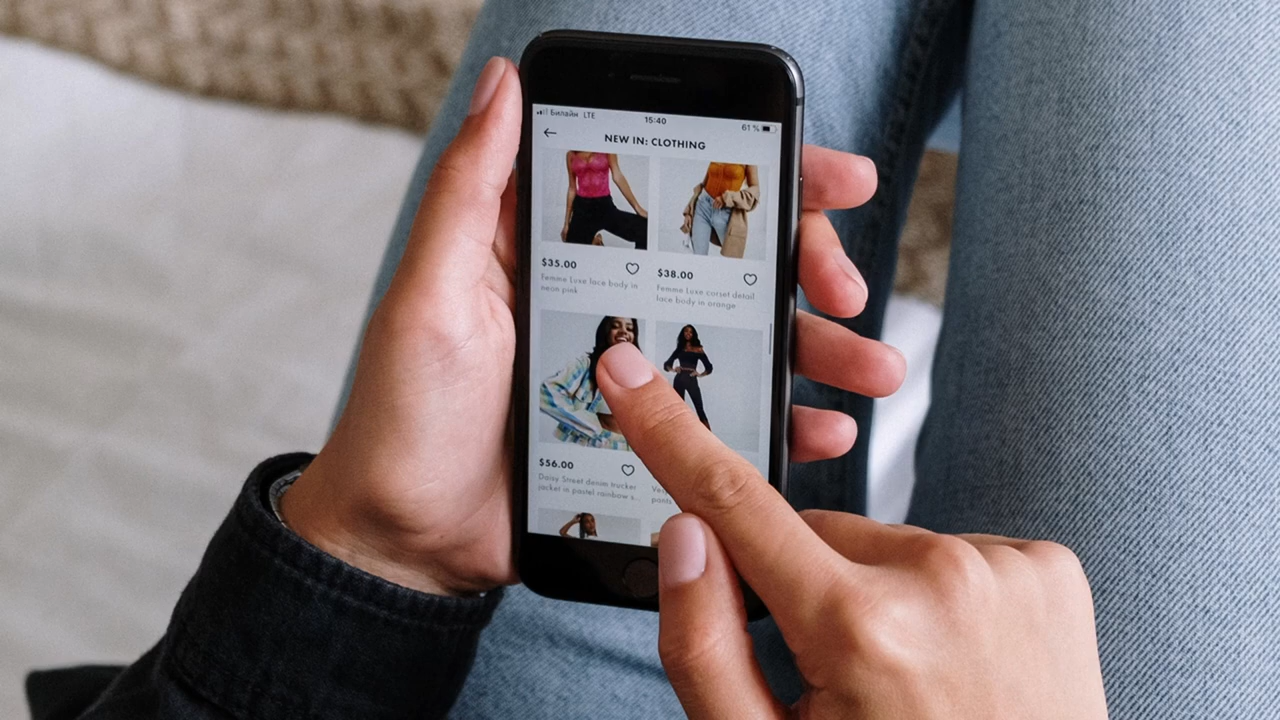 Билайн LTE
15:40
61 %
NEW IN: CLOTHING
$35.00
Femme Luxe lace body in
neon pink
$38.00
Femme Luxe corset detail
lace body in orange
$56.00
Daisy Street denim trucker
jacket in pastel rainbow s...
pants